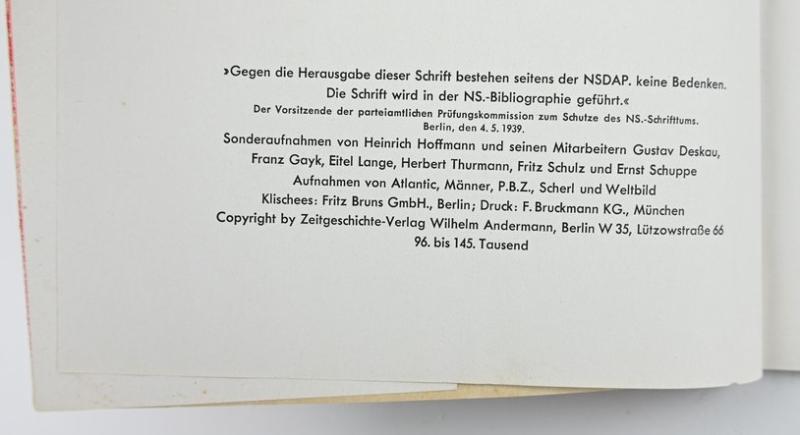 »Gegen die Herausgabe dieser Schrift bestehen seitens der NSDAP. keine Bedenken.
Die Schrift wird in der NS.-Bibliographie geführt.«
Der Vorsitzende der parteiamtlichen Prüfungskommission zum Schutze des NS.-Schrifttums.
Berlin, den 4. 5. 1939.
Sonderaufnahmen von Heinrich Hoffmann und seinen Mitarbeitern Gustav Deskau,
Franz Gayk, Eitel Lange, Herbert Thurmann, Fritz Schulz und Ernst Schuppe
Aufnahmen von Atlantic, Männer, P.B.Z., Scherl und Weltbild
Klischees: Fritz Bruns GmbH., Berlin; Druck: F. Bruckmann KG., München
Copyright by Zeitgeschichte-Verlag Wilhelm Andermann, Berlin W 35, Lützowstraße 66
96. bis 145. Tausend